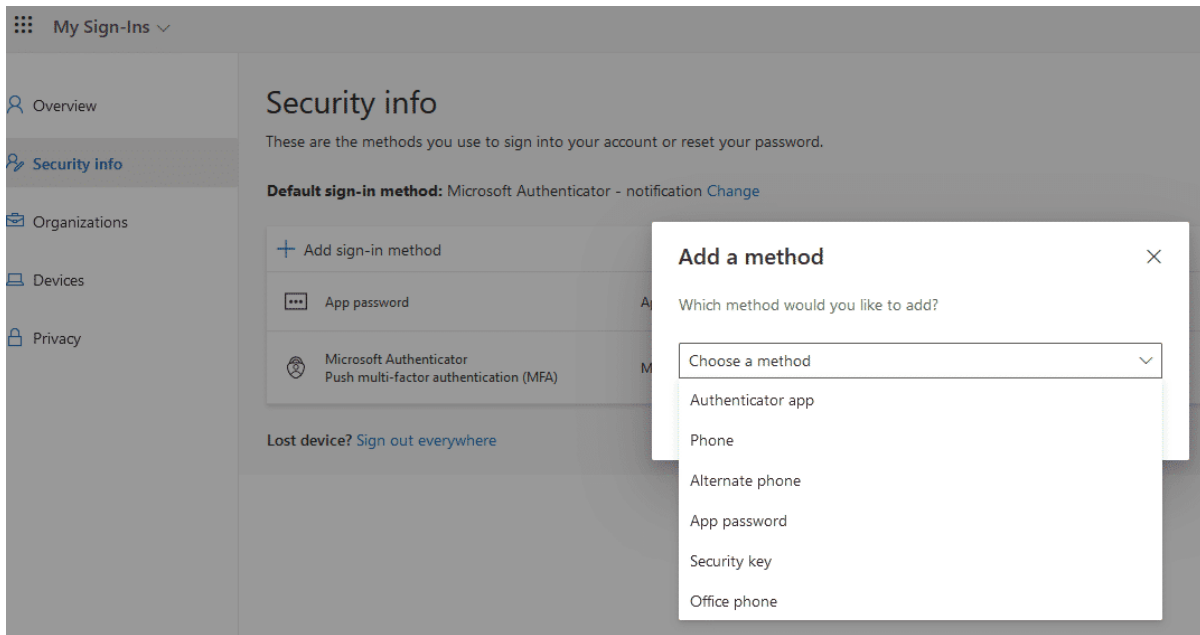 My Sign-Ins
Overview
Security info
Organizations
Devices
Privacy
Security info
These are the methods you use to sign into your account or reset your password.
Default sign-in method: Microsoft Authenticator - notification Change
Add sign-in method
App password
Microsoft Authenticator
Push multi-factor authentication (MFA)
Lost device? Sign out everywhere
Add a method
Which method would you like to add?
Choose a method
Authenticator app
Phone
Alternate phone
App password
Security key
Office phone